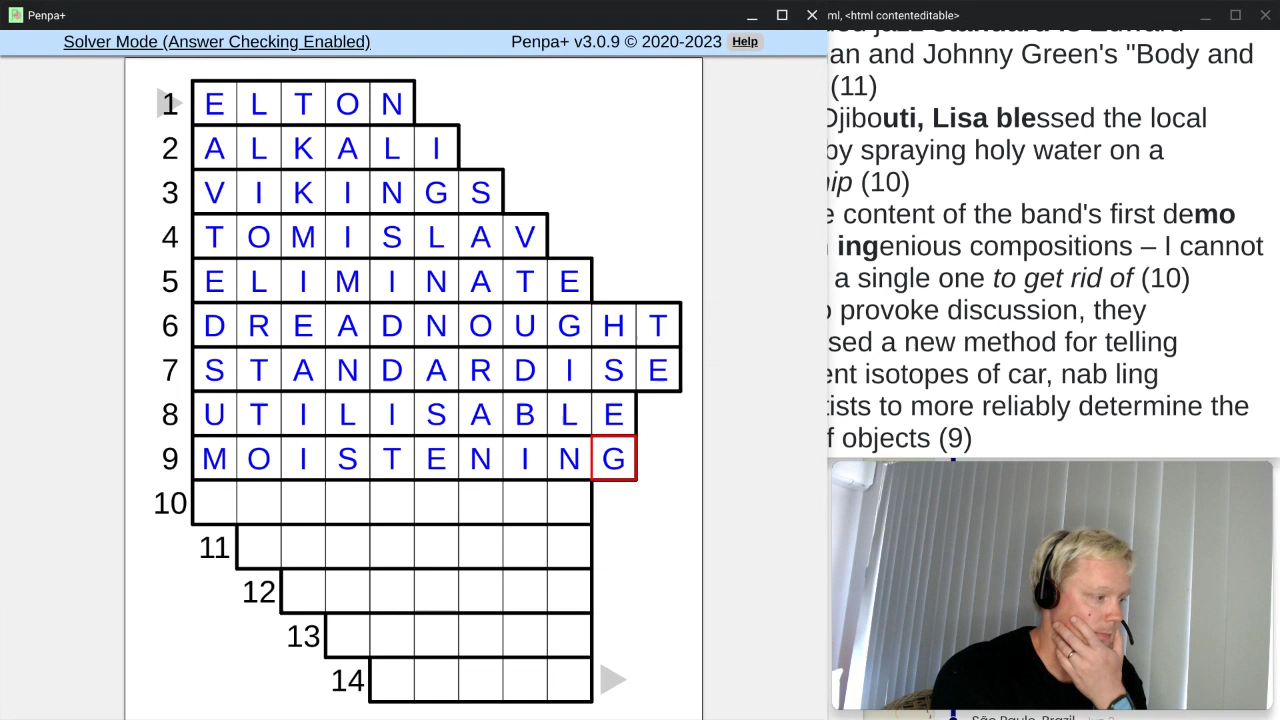 Penpa+
ml, <html contenteditable>
Solver Mode (Answer Checking Enabled)
Penpa+ v3.0.9 © 2020-2023
Help
1 E L T O N
2 A L K A L I
3 V I K I N G S
4 T O M I S L A V
5 E L I M I N A T E
6 D R E A D N O U G H T
7 S T A N D A R D I S E
8 U T I L I S A B L E
9 M O I S T E N I N G
10
11
12
13
14
an and Johnny Green's "Body and
(11)
Djibouti, Lisa blessed the local
by spraying holy water on a
ip (10)
e content of the band's first demo
ingenious compositions – I cannot
a single one to get rid of (10)
provoke discussion, they
sed a new method for telling
ent isotopes of car, nab ling
tists to more reliably determine the
f objects (9)
São Paulo, Brazil